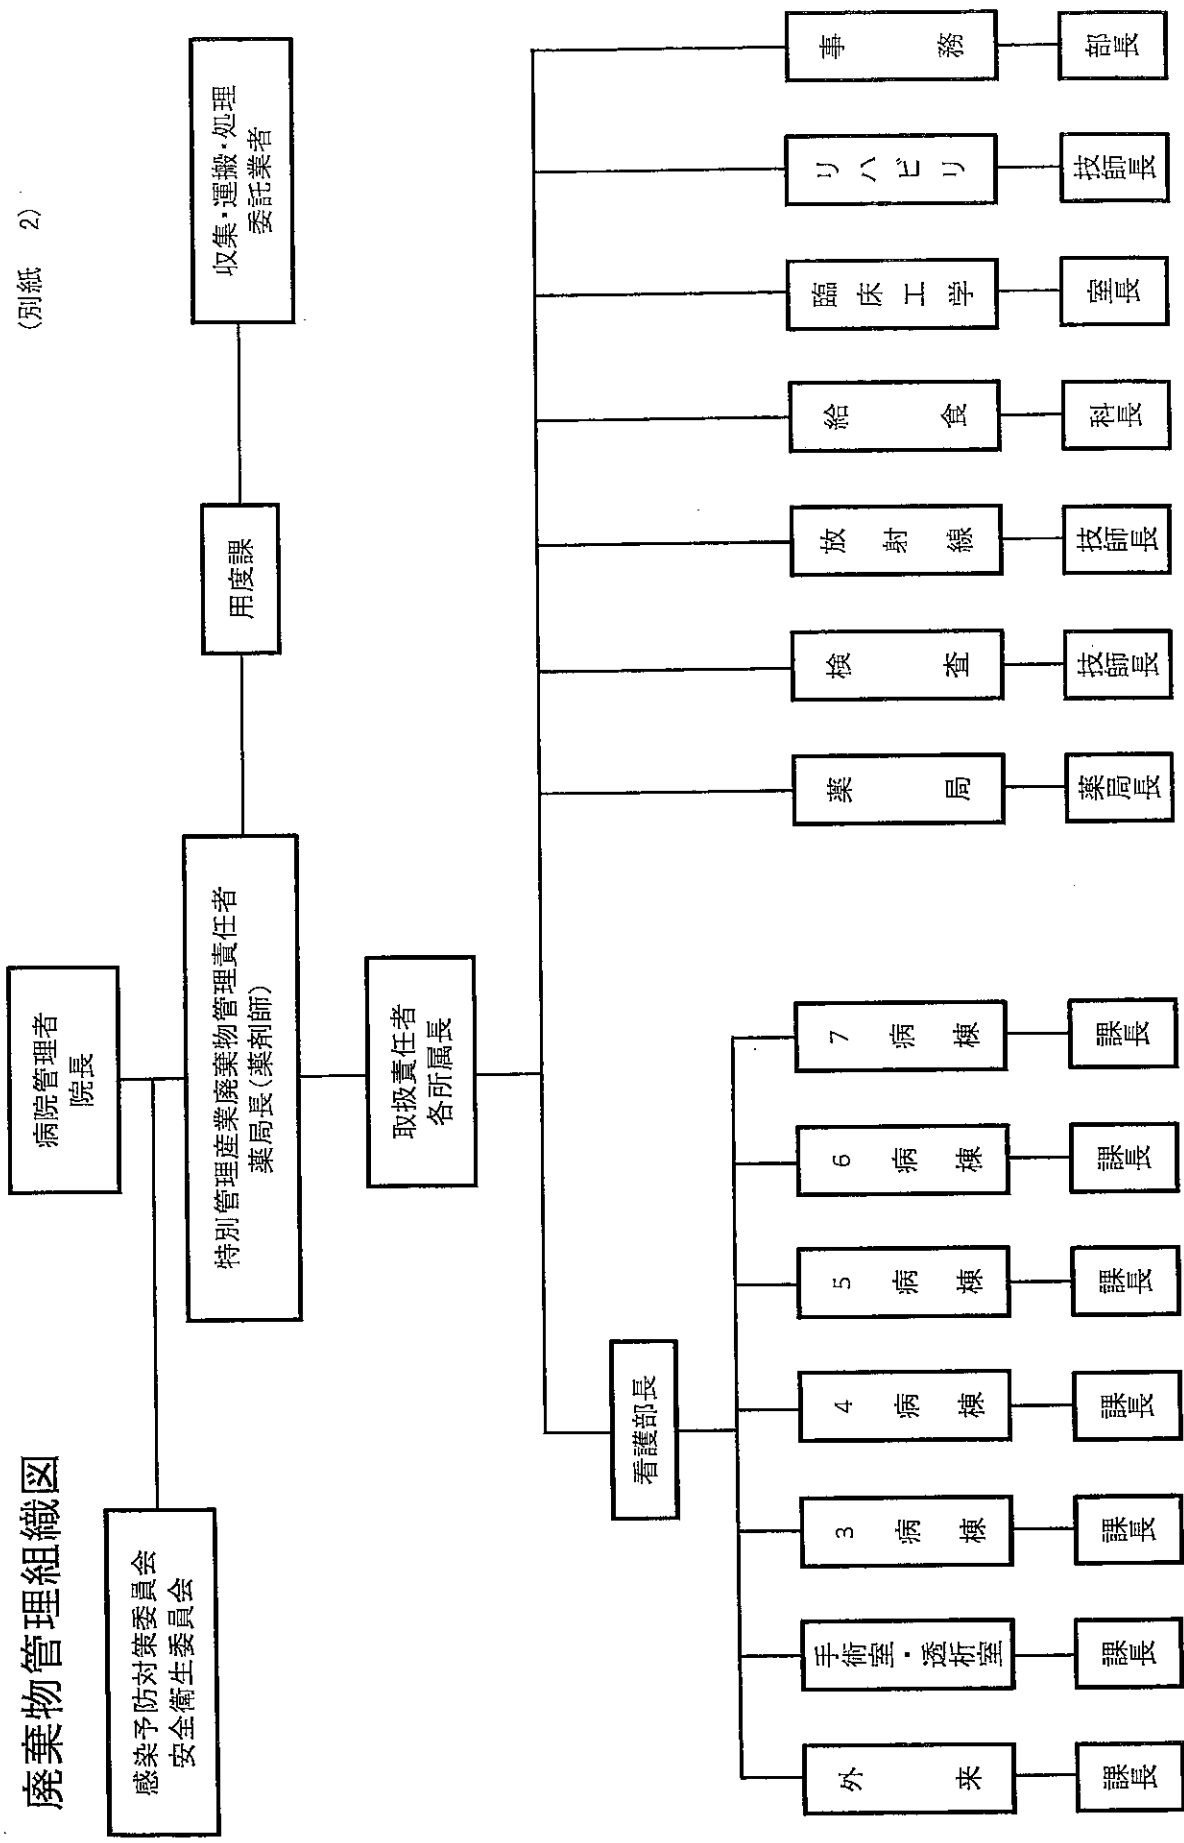 (別紙 2)
廃棄物管理組織図
病院管理者
院長
感染予防対策委員会
安全衛生委員会
特別管理産業廃棄物管理責任者
薬局長(薬剤師)
用度課
収集・運搬・処理
委託業者
取扱責任者
各所属長
看護部長
外来
手術室・透析室
3病棟
4病棟
5病棟
6病棟
7病棟
薬局
検査
放射線
給食
臨床工学
リハビリ
事務
課長
課長
課長
課長
課長
課長
課長
薬局長
技師長
技師長
科長
室長
技師長
部長